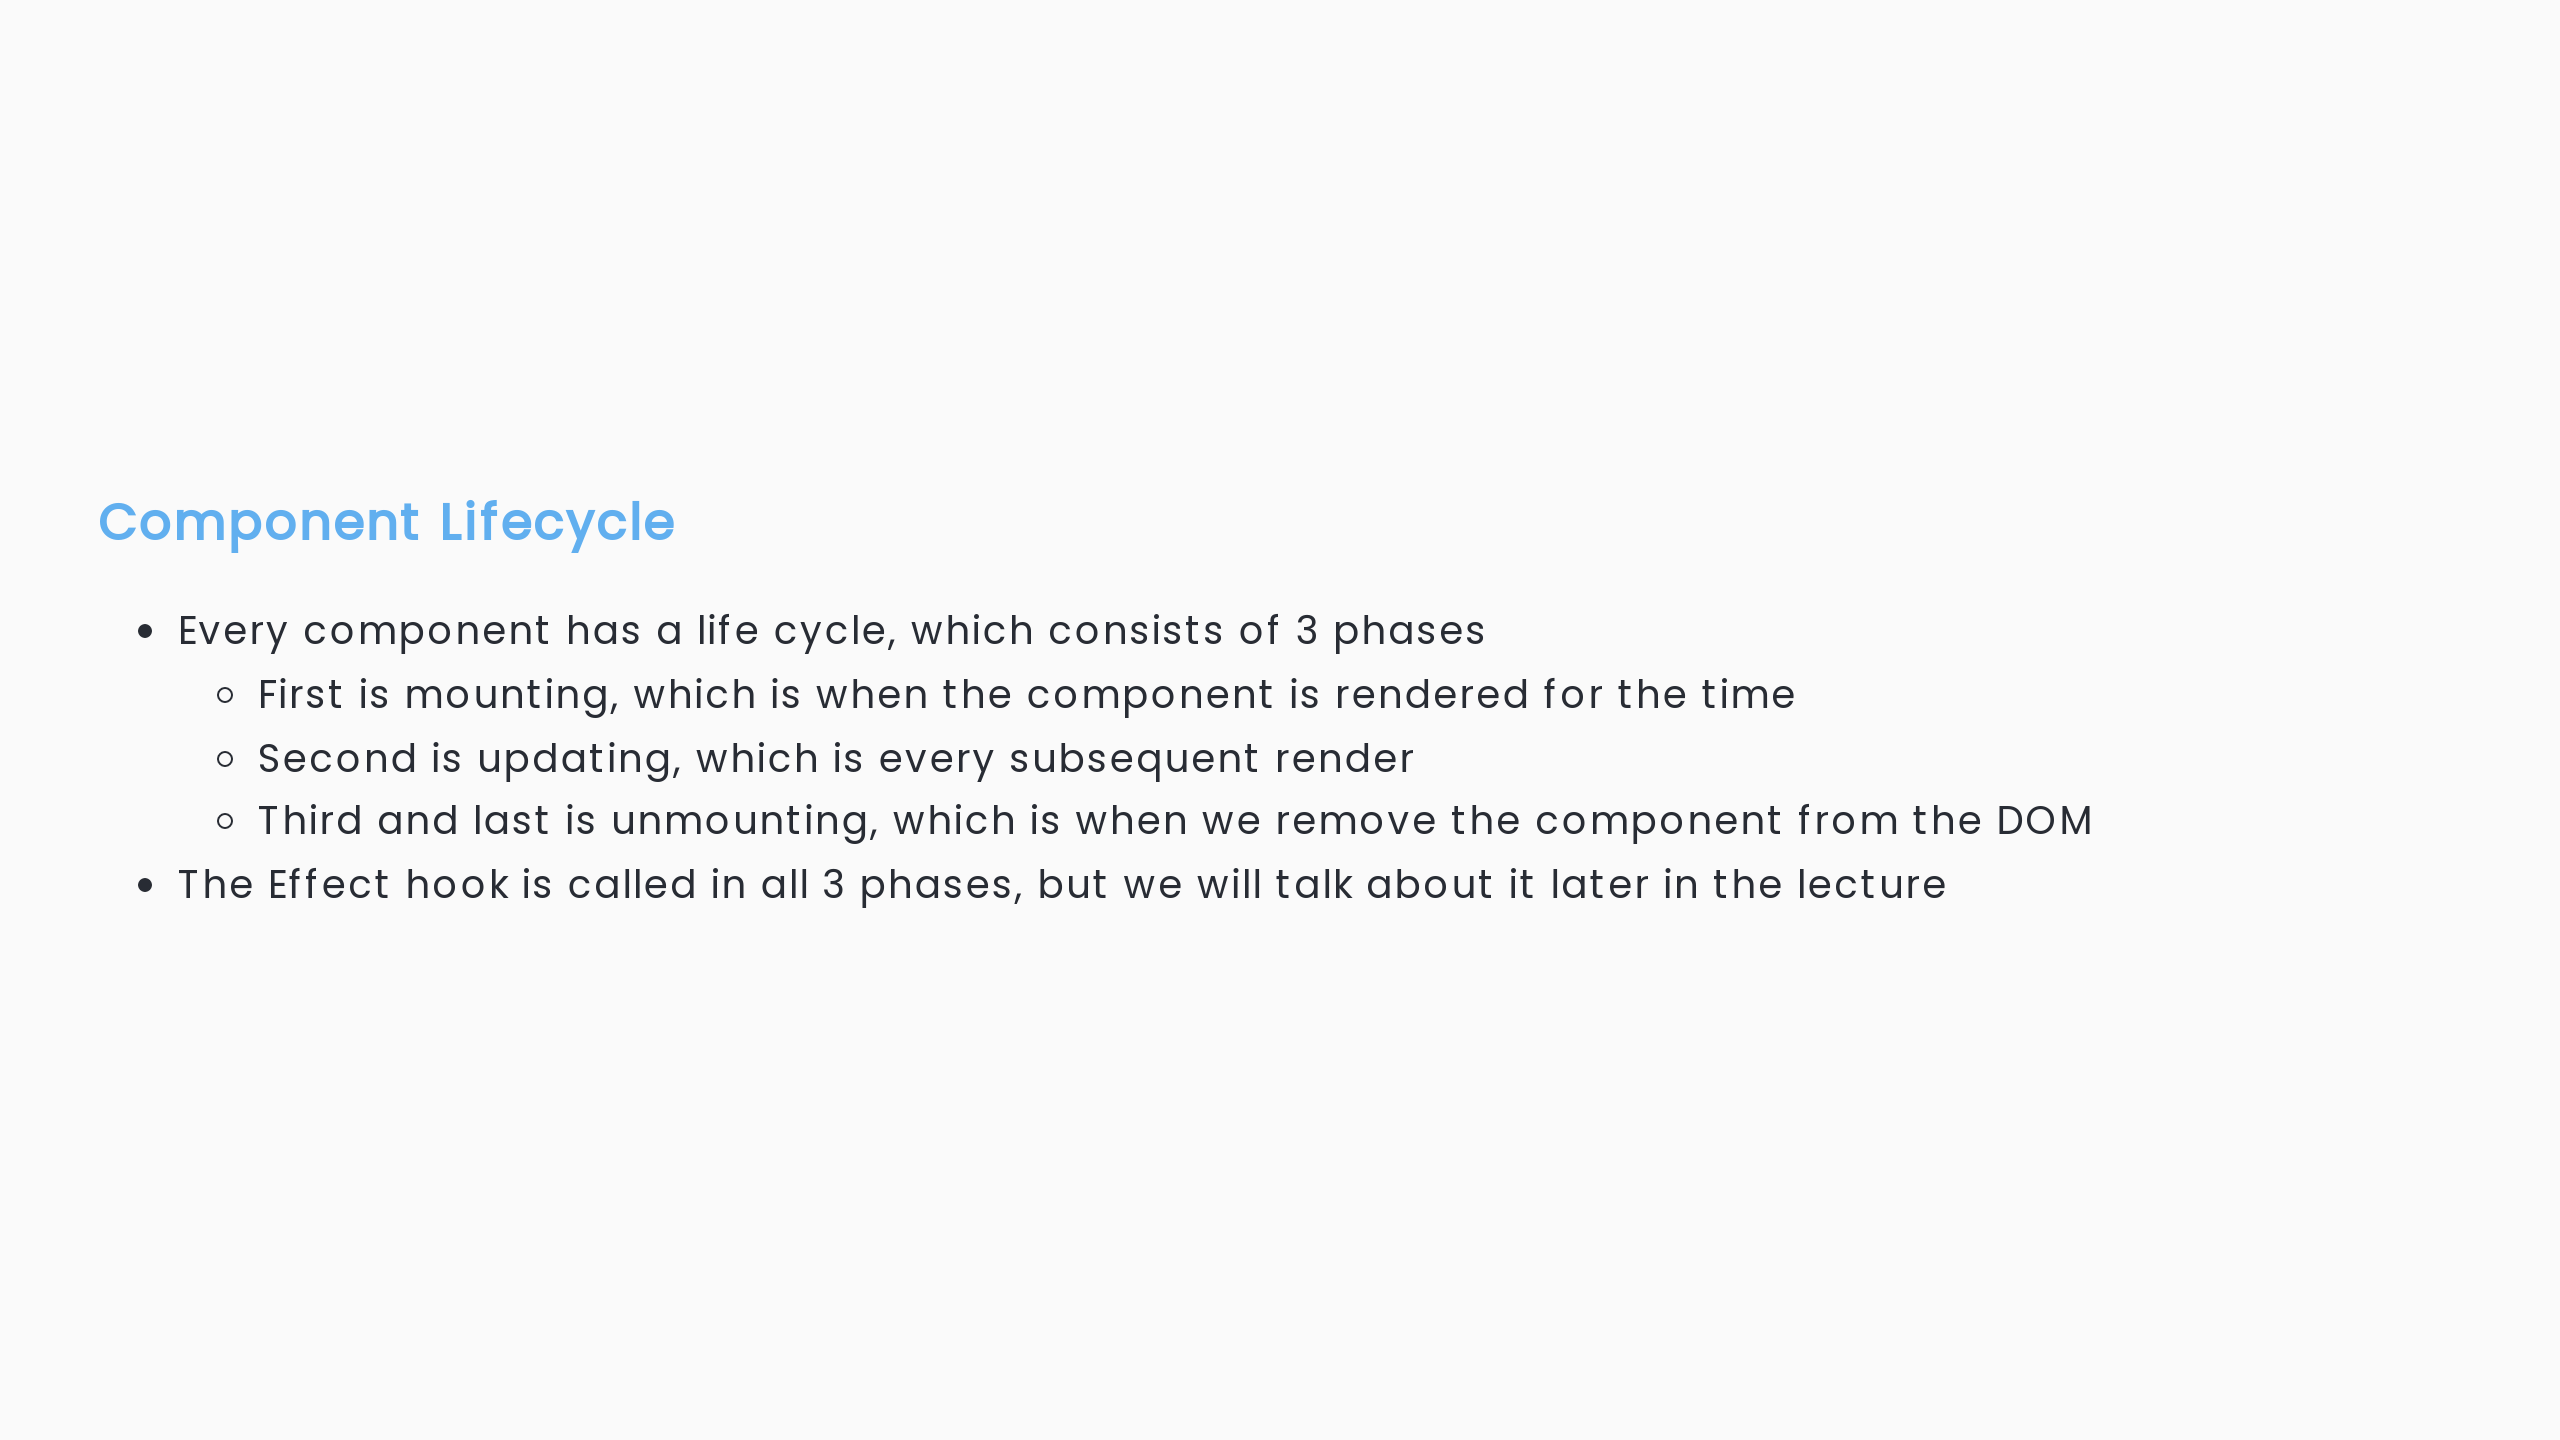 Component Lifecycle
Every component has a life cycle, which consists of 3 phases
First is mounting, which is when the component is rendered for the time
Second is updating, which is every subsequent render
Third and last is unmounting, which is when we remove the component from the DOM
The Effect hook is called in all 3 phases, but we will talk about it later in the lecture